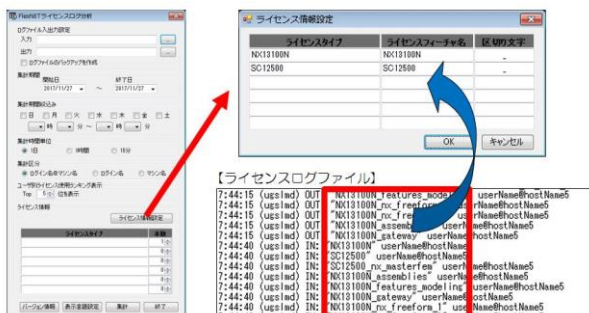 FlexNETライセンスログ分析
ログファイル入出力設定
入力
出力
ログファイルのバックアップを作成
集計期間
開始日 終了日
2017/11/27 ～ 2017/11/27
集計期間絞込み
日 月 火 水 木 金 土
時 分 ～ 時 分
集計時間単位
1日 1時間 10分
集計区分
ログイン名@マシン名 ログイン名 マシン名
ユーザ別ライセンス使用ランキング表示
Top 5 位を表示
ライセンス情報
ライセンス情報設定
ライセンスタイプ 本数
バージョン情報 表示言語設定 集計 終了
ライセンス情報設定
ライセンスタイプ ライセンスフィーチャ名 区切り文字
NX13100N NX13100N _
SC12500 SC12500 _
OK キャンセル
【ライセンスログファイル】
7:44:15 (ugslmd) OUT "NX13100N_features_modeling" userName@hostName5
7:44:15 (ugslmd) OUT "NX13100N_nx_freeform userName@hostName5
7:44:15 (ugslmd) OUT "NX13100N_nx_fre userName@hostName5
7:44:15 (ugslmd) OUT "NX13100N_assemb userName@hostName5
7:44:15 (ugslmd) OUT "NX13100N_gateway" userName@hostName5
7:44:40 (ugslmd) IN: "NX13100N" userName@hostName5
7:44:40 (ugslmd) IN: "SC12500" userName@hostName5
7:44:40 (ugslmd) IN: "SC12500_nx_masterfem" userName@hostName5
7:44:40 (ugslmd) IN: "NX13100N_assemblies" userName@hostName5
7:44:40 (ugslmd) IN: "NX13100N_features_modeling" userName@hostName5
7:44:40 (ugslmd) IN: "NX13100N_gateway" userName@hostName5
7:44:40 (ugslmd) IN: "NX13100N_nx_freeform_1" userName@hostName5